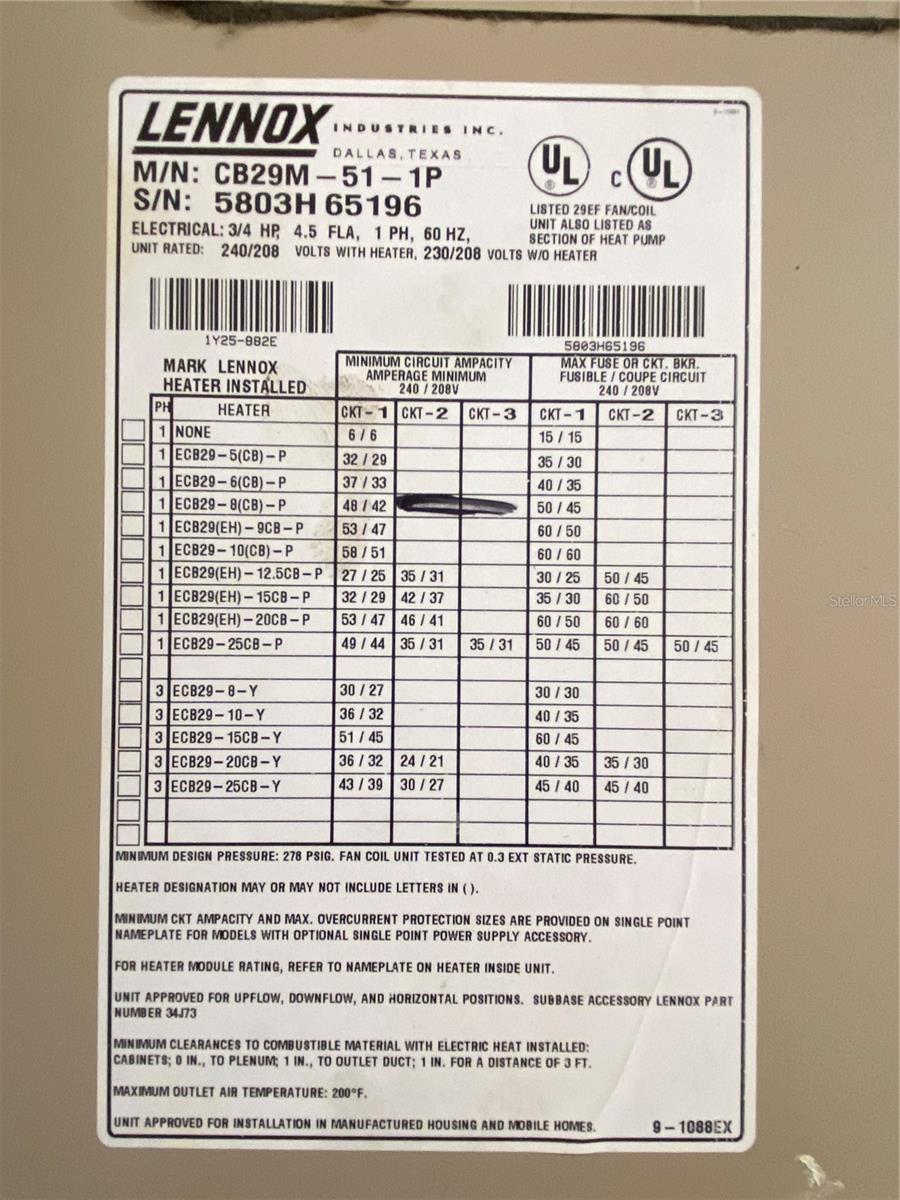 LENNOX INDUSTRIES INC.
DALLAS, TEXAS
M/N: CB29M-51-1P
S/N: 5803H 65196
ELECTRICAL: 3/4 HP, 4.5 FLA, 1 PH, 60 HZ,
UNIT RATED: 240/208 VOLTS WITH HEATER, 230/208 VOLTS W/O HEATER
UL ® C UL ®
LISTED 29EF FAN/COIL
UNIT ALSO LISTED AS
SECTION OF HEAT PUMP
1Y25-882E
5803H65196
MARK LENNOX
HEATER INSTALLED
MINIMUM CIRCUIT AMPACITY
AMPERAGE MINIMUM
240 / 208V
MAX FUSE OR CKT. BKR.
FUSIBLE / COUPE CIRCUIT
240 / 208V
PH HEATER CKT-1 CKT-2 CKT-3 CKT-1 CKT-2 CKT-3
1 NONE 6 / 6 15 / 15
1 ECB29-5(CB)-P 32 / 29 35 / 30
1 ECB29-6(CB)-P 37 / 33 40 / 35
1 ECB29-8(CB)-P 48 / 42 50 / 45
1 ECB29(EH)-9CB-P 53 / 47 60 / 50
1 ECB29-10(CB)-P 58 / 51 60 / 60
1 ECB29(EH)-12.5CB-P 27 / 25 35 / 31 30 / 25 50 / 45
1 ECB29(EH)-15CB-P 32 / 29 42 / 37 35 / 30 60 / 50
1 ECB29(EH)-20CB-P 53 / 47 46 / 41 60 / 50 60 / 60
1 ECB29-25CB-P 49 / 44 35 / 31 35 / 31 50 / 45 50 / 45 50 / 45
3 ECB29-8-Y 30 / 27 30 / 30
3 ECB29-10-Y 36 / 32 40 / 35
3 ECB29-15CB-Y 51 / 45 60 / 45
3 ECB29-20CB-Y 36 / 32 24 / 21 40 / 35 35 / 30
3 ECB29-25CB-Y 43 / 39 30 / 27 45 / 40 45 / 40
MINIMUM DESIGN PRESSURE: 278 PSIG. FAN COIL UNIT TESTED AT 0.3 EXT STATIC PRESSURE.
HEATER DESIGNATION MAY OR MAY NOT INCLUDE LETTERS IN ( ).
MINIMUM CKT AMPACITY AND MAX. OVERCURRENT PROTECTION SIZES ARE PROVIDED ON SINGLE POINT
NAMEPLATE FOR MODELS WITH OPTIONAL SINGLE POINT POWER SUPPLY ACCESSORY.
FOR HEATER MODULE RATING, REFER TO NAMEPLATE ON HEATER INSIDE UNIT.
UNIT APPROVED FOR UPFLOW, DOWNFLOW, AND HORIZONTAL POSITIONS. SUBBASE ACCESSORY LENNOX PART
NUMBER 34J73
MINIMUM CLEARANCES TO COMBUSTIBLE MATERIAL WITH ELECTRIC HEAT INSTALLED:
CABINETS; 0 IN., TO PLENUM; 1 IN., TO OUTLET DUCT; 1 IN. FOR A DISTANCE OF 3 FT.
MAXIMUM OUTLET AIR TEMPERATURE: 200°F.
UNIT APPROVED FOR INSTALLATION IN MANUFACTURED HOUSING AND MOBILE HOMES. 9-1088EX
StellarMLS